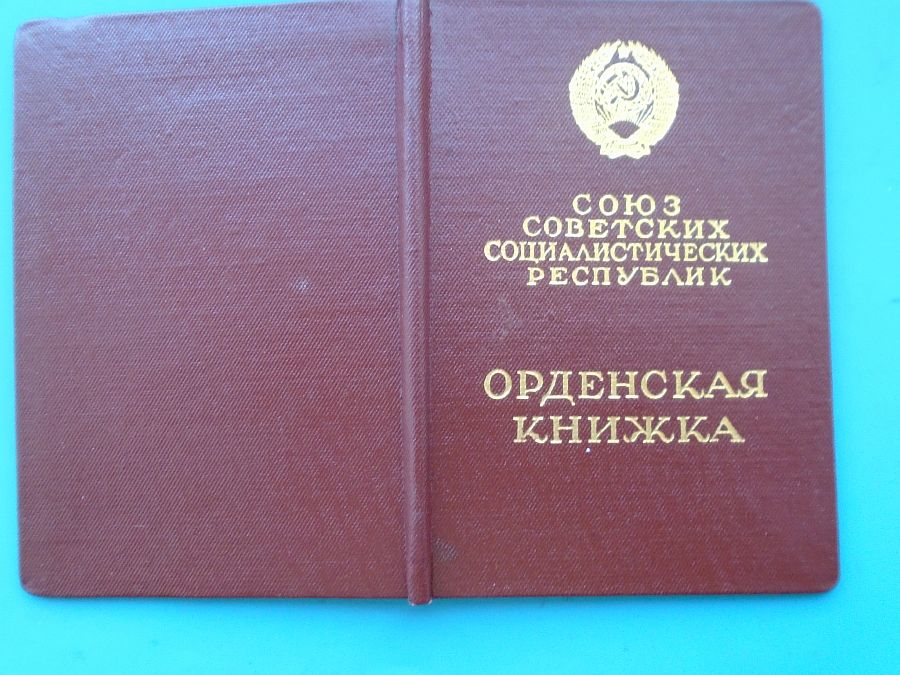 СОЮЗ
СОВЕТСКИХ
СОЦИАЛИСТИЧЕСКИХ
РЕСПУБЛИК
ОРДЕНСКАЯ
КНИЖКА